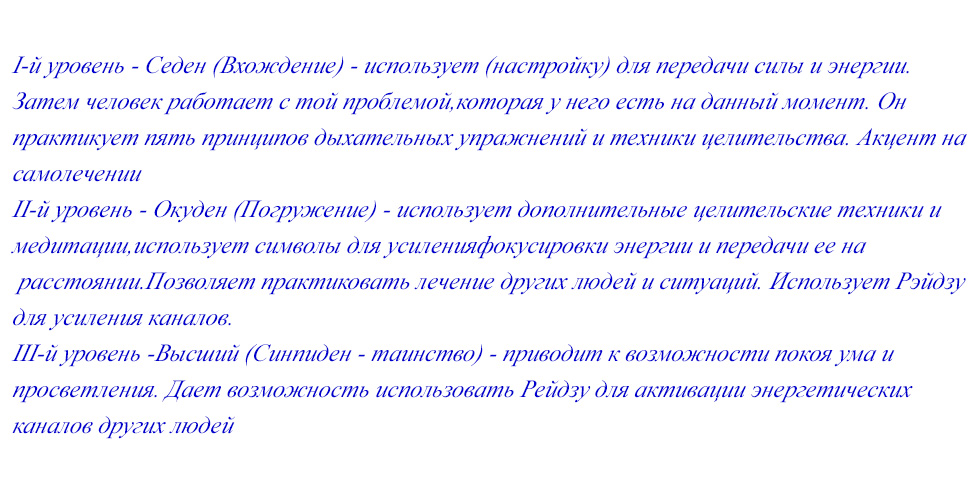 I-й уровень - Седен (Вхождение) - использует (настройку) для передачи силы и энергии.
Затем человек работает с той проблемой,которая у него есть на данный момент. Он
практикует пять принципов дыхательных упражнений и техники целительства. Акцент на
самолечении
II-й уровень - Окуден (Погружение) - использует дополнительные целительские техники и
медитации,использует символы для усиленияфокусировки энергии и передачи ее на
расстоянии.Позволяет практиковать лечение других людей и ситуаций. Использует Рэйдзу
для усиления каналов.
III-й уровень -Высший (Синпиден - таинство) - приводит к возможности покоя ума и
просветления. Дает возможность использовать Рейдзу для активации энергетических
каналов других людей